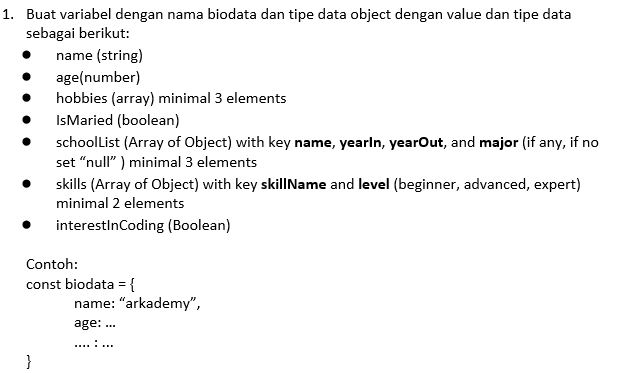 1. Buat variabel dengan nama biodata dan tipe data object dengan value dan tipe data
sebagai berikut:
● name (string)
● age(number)
● hobbies (array) minimal 3 elements
● IsMaried (boolean)
● schoolList (Array of Object) with key name, yearIn, yearOut, and major (if any, if no
set “null” ) minimal 3 elements
● skills (Array of Object) with key skillName and level (beginner, advanced, expert)
minimal 2 elements
● interestInCoding (Boolean)
Contoh:
const biodata = {
name: “arkademy”,
age: ...
.... : ...
}